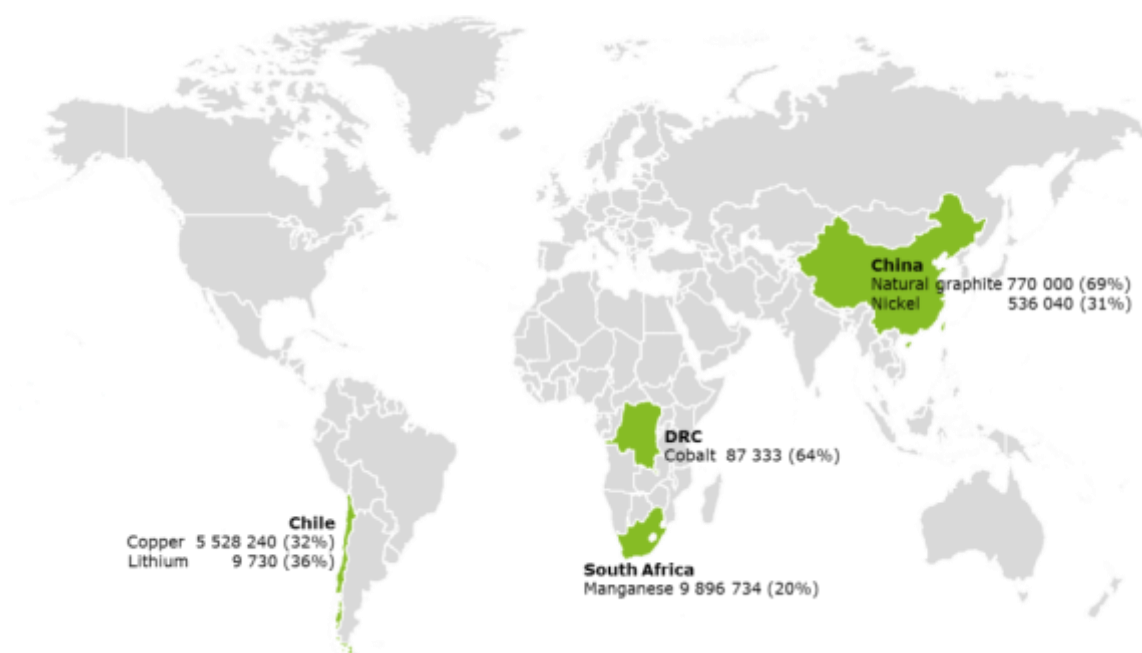 China
Natural graphite 770 000 (69%)
Nickel 536 040 (31%)
DRC
Cobalt 87 333 (64%)
Chile
Copper 5 528 240 (32%)
Lithium 9 730 (36%)
South Africa
Manganese 9 896 734 (20%)